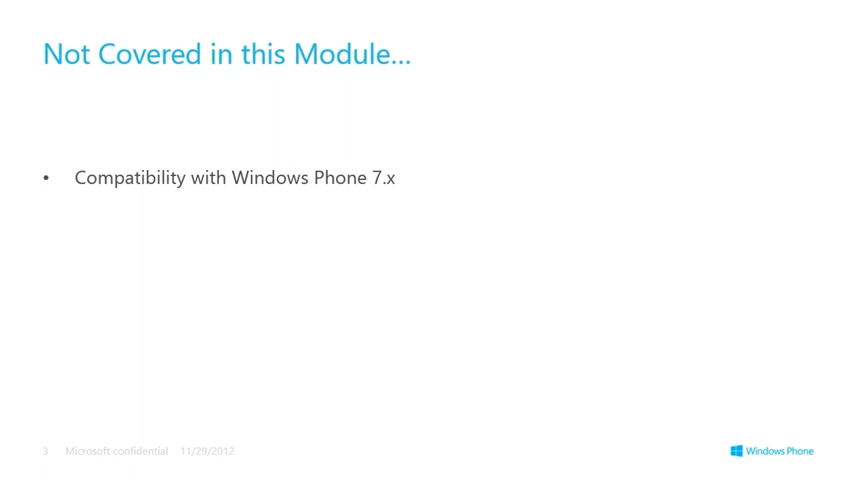 Not Covered in this Module...
• Compatibility with Windows Phone 7.x
3 Microsoft confidential 11/29/2012
Windows Phone